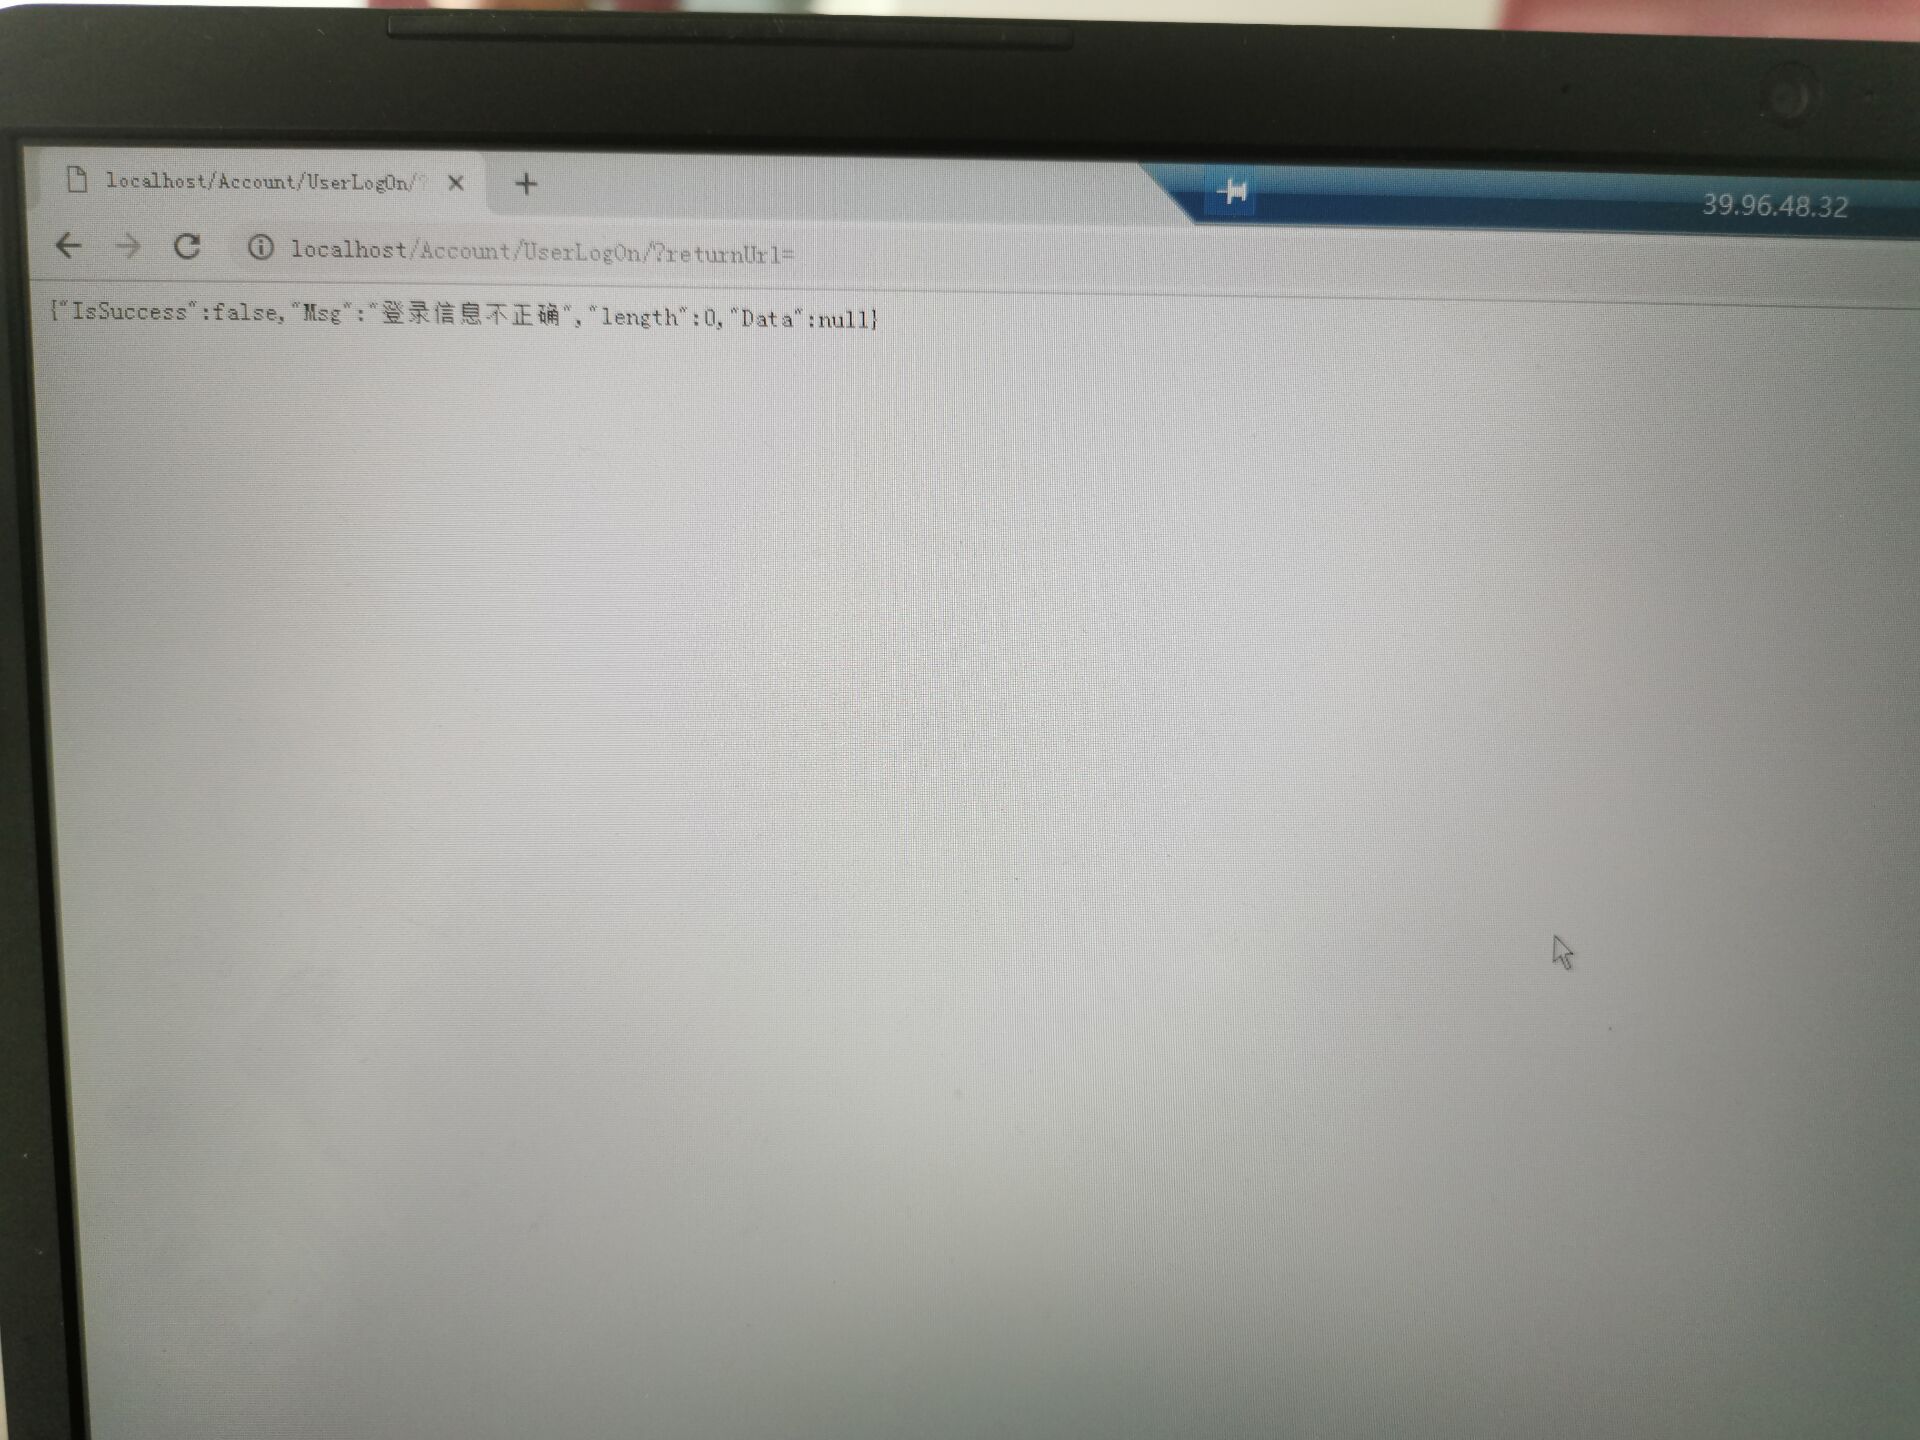 localhost/Account/UserLogOn/?
39.96.48.32
localhost/Account/UserLogOn/?returnUrl=
{"IsSuccess":false,"Msg":"登录信息不正确","length":0,"Data":null}